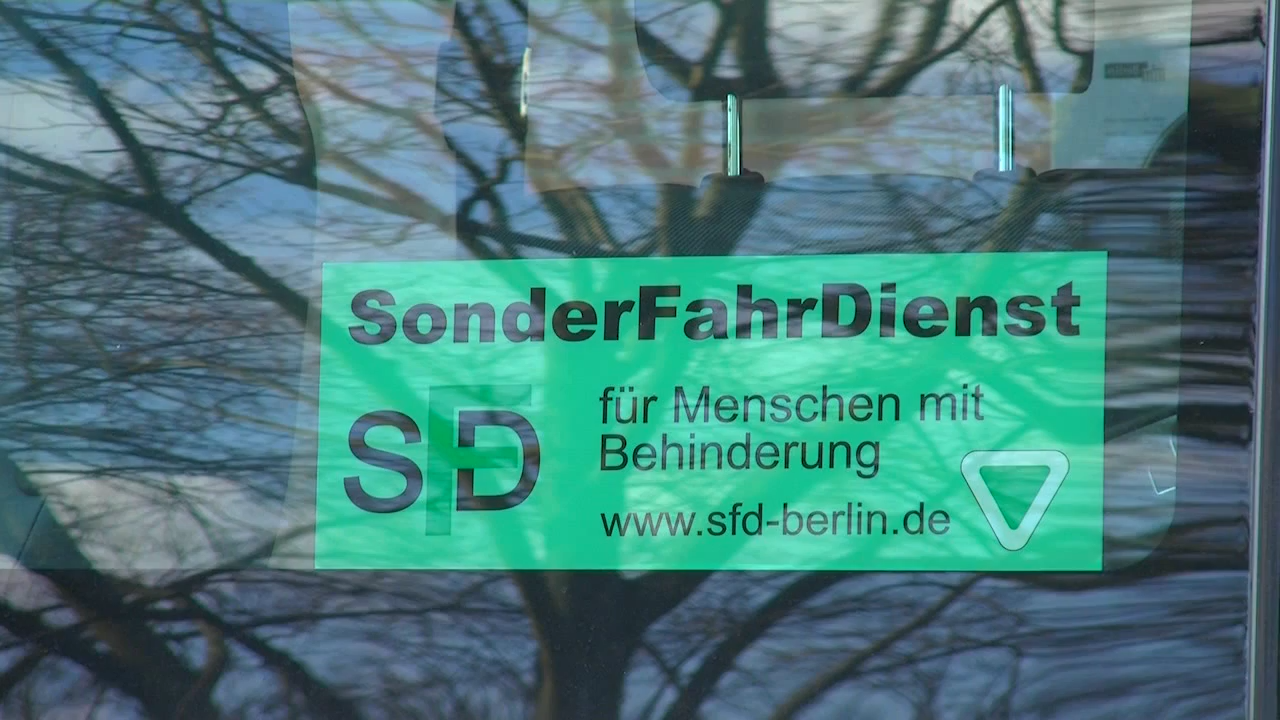 SonderFahrDienst
SFD
für Menschen mit
Behinderung
www.sfd-berlin.de